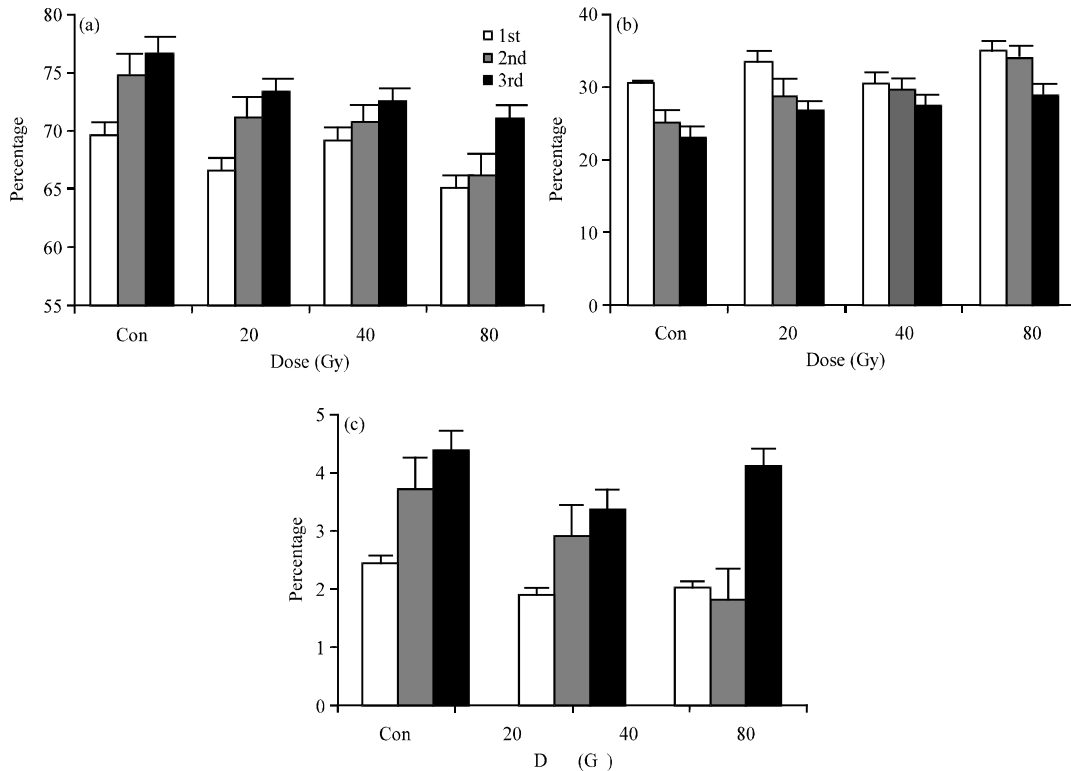 (a)
80
75
70
65
60
55
Percentage
1st
2nd
3rd
Con 20 40 80
Dose (Gy)
(b)
40
30
20
10
0
Percentage
Con 20 40 80
Dose (Gy)
(c)
5
4
3
2
1
0
Percentage
Con 20 40 80
D (G )